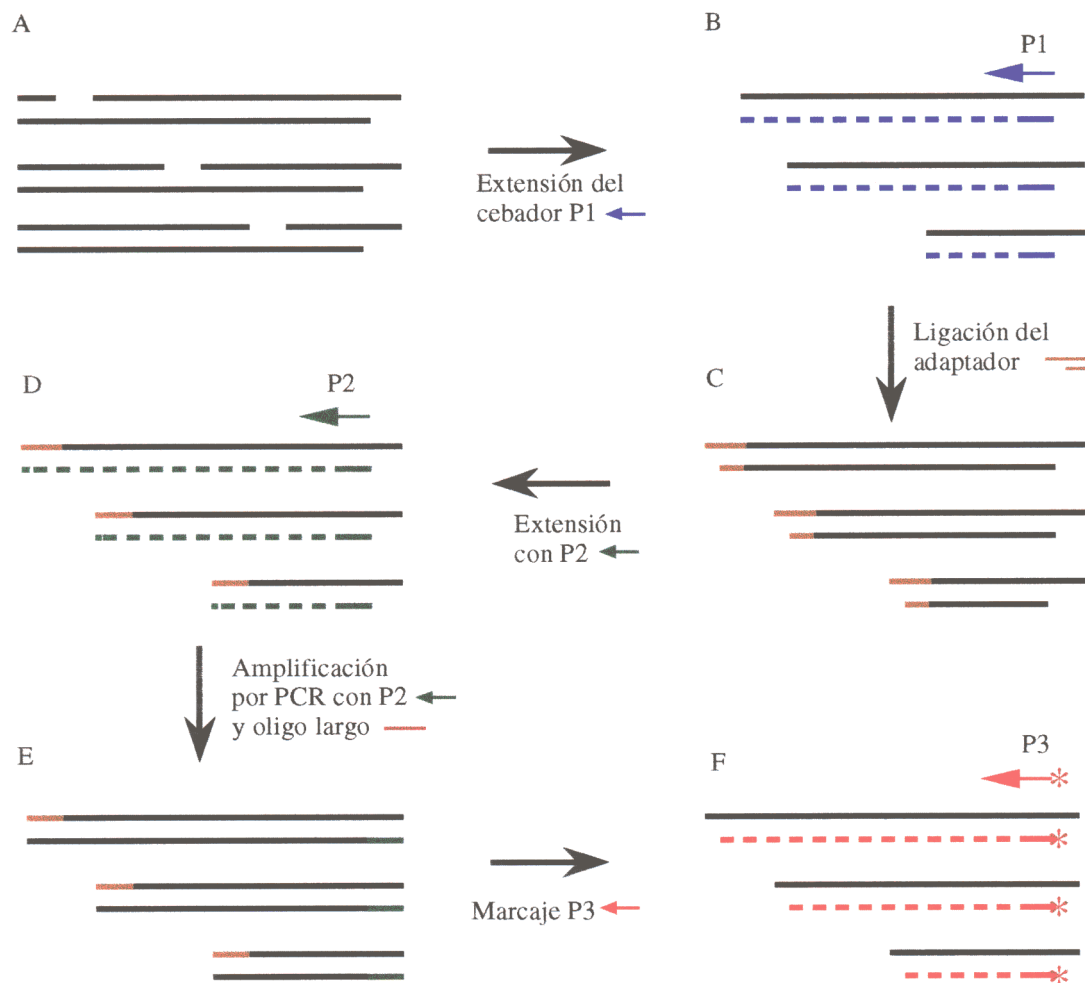 A
B
P1
Extensión del
cebador P1
Ligación del
adaptador
C
D
P2
Extensión
con P2
Amplificación
por PCR con P2
y oligo largo
E
F
P3
Marcaje P3